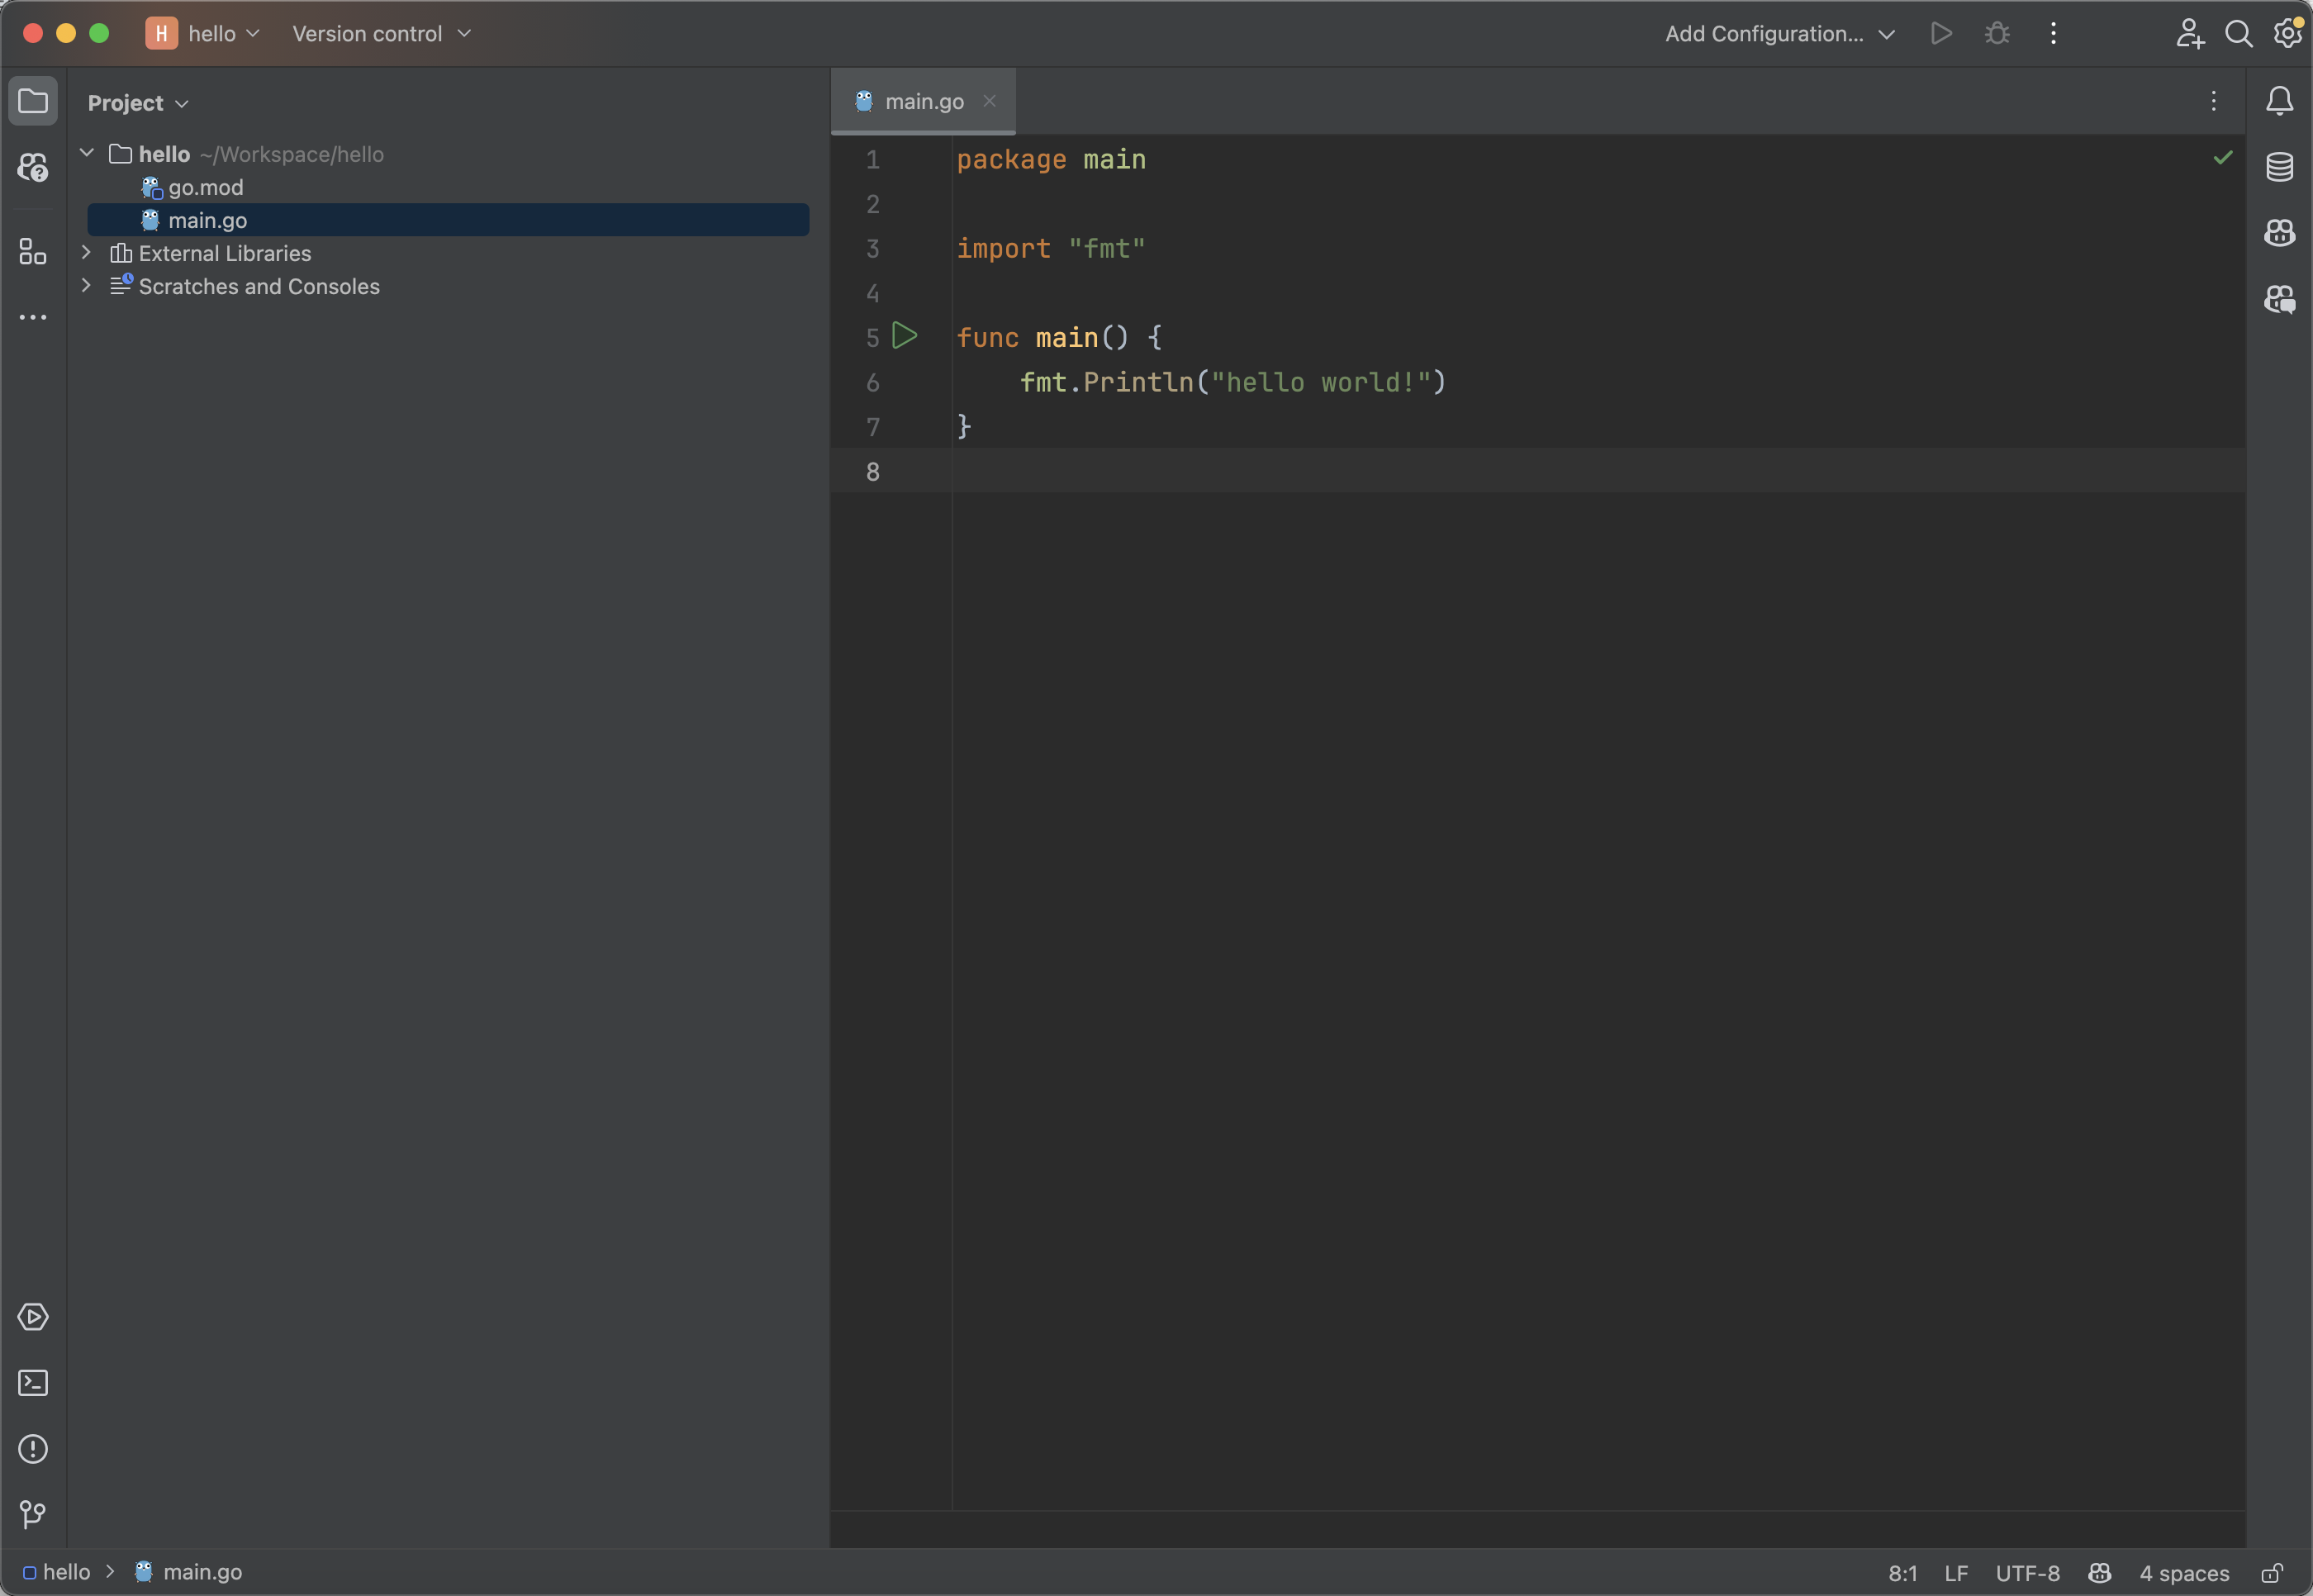 H hello Version control Add Configuration...
Project
hello ~/Workspace/hello
go.mod
main.go
External Libraries
Scratches and Consoles
main.go
1 package main
2
3 import "fmt"
4
5 func main() {
6 fmt.Println("hello world!")
7 }
8
hello main.go 8:1 LF UTF-8 4 spaces